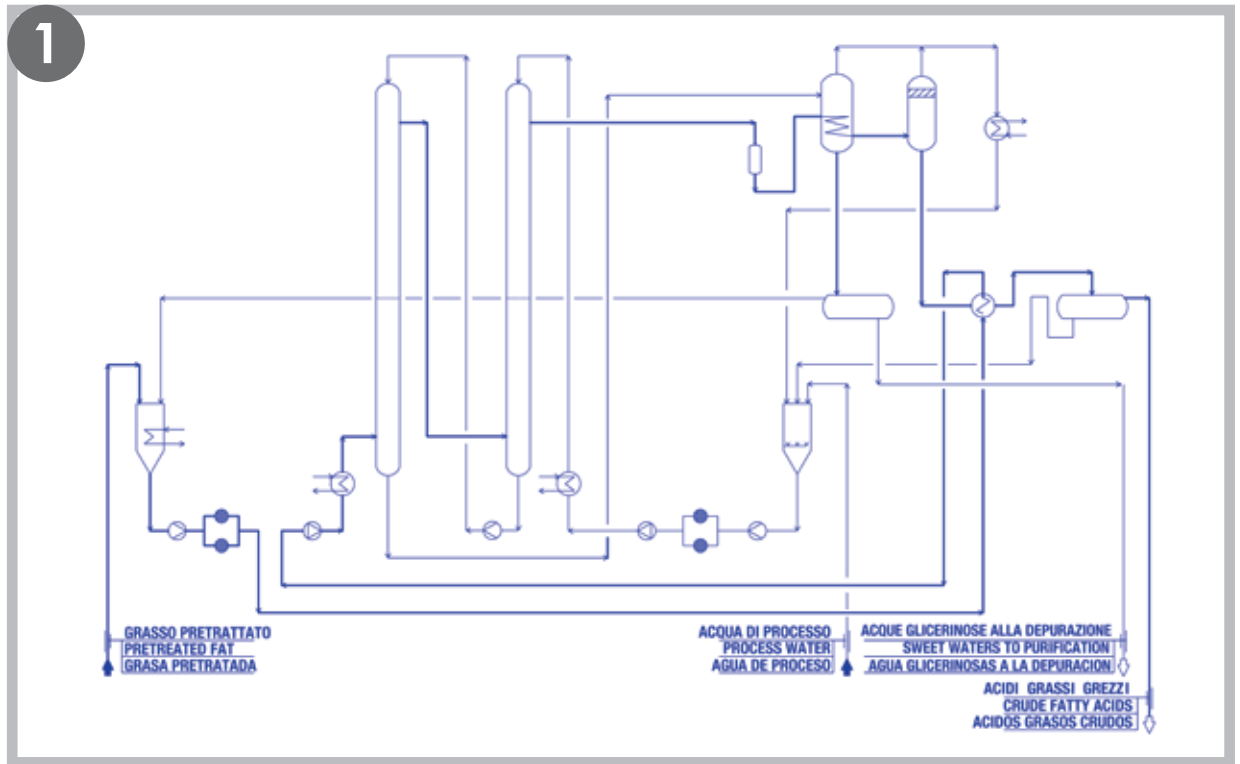 1
GRASSO PRETRATTATO
PRETREATED FAT
GRASA PRETRATADA
ACQUA DI PROCESSO
PROCESS WATER
AGUA DE PROCESO
ACQUE GLICERINOSE ALLA DEPURAZIONE
SWEET WATERS TO PURIFICATION
AGUA GLICERINOSAS A LA DEPURACION
ACIDI GRASSI GREZZI
CRUDE FATTY ACIDS
ACIDOS GRASOS CRUDOS